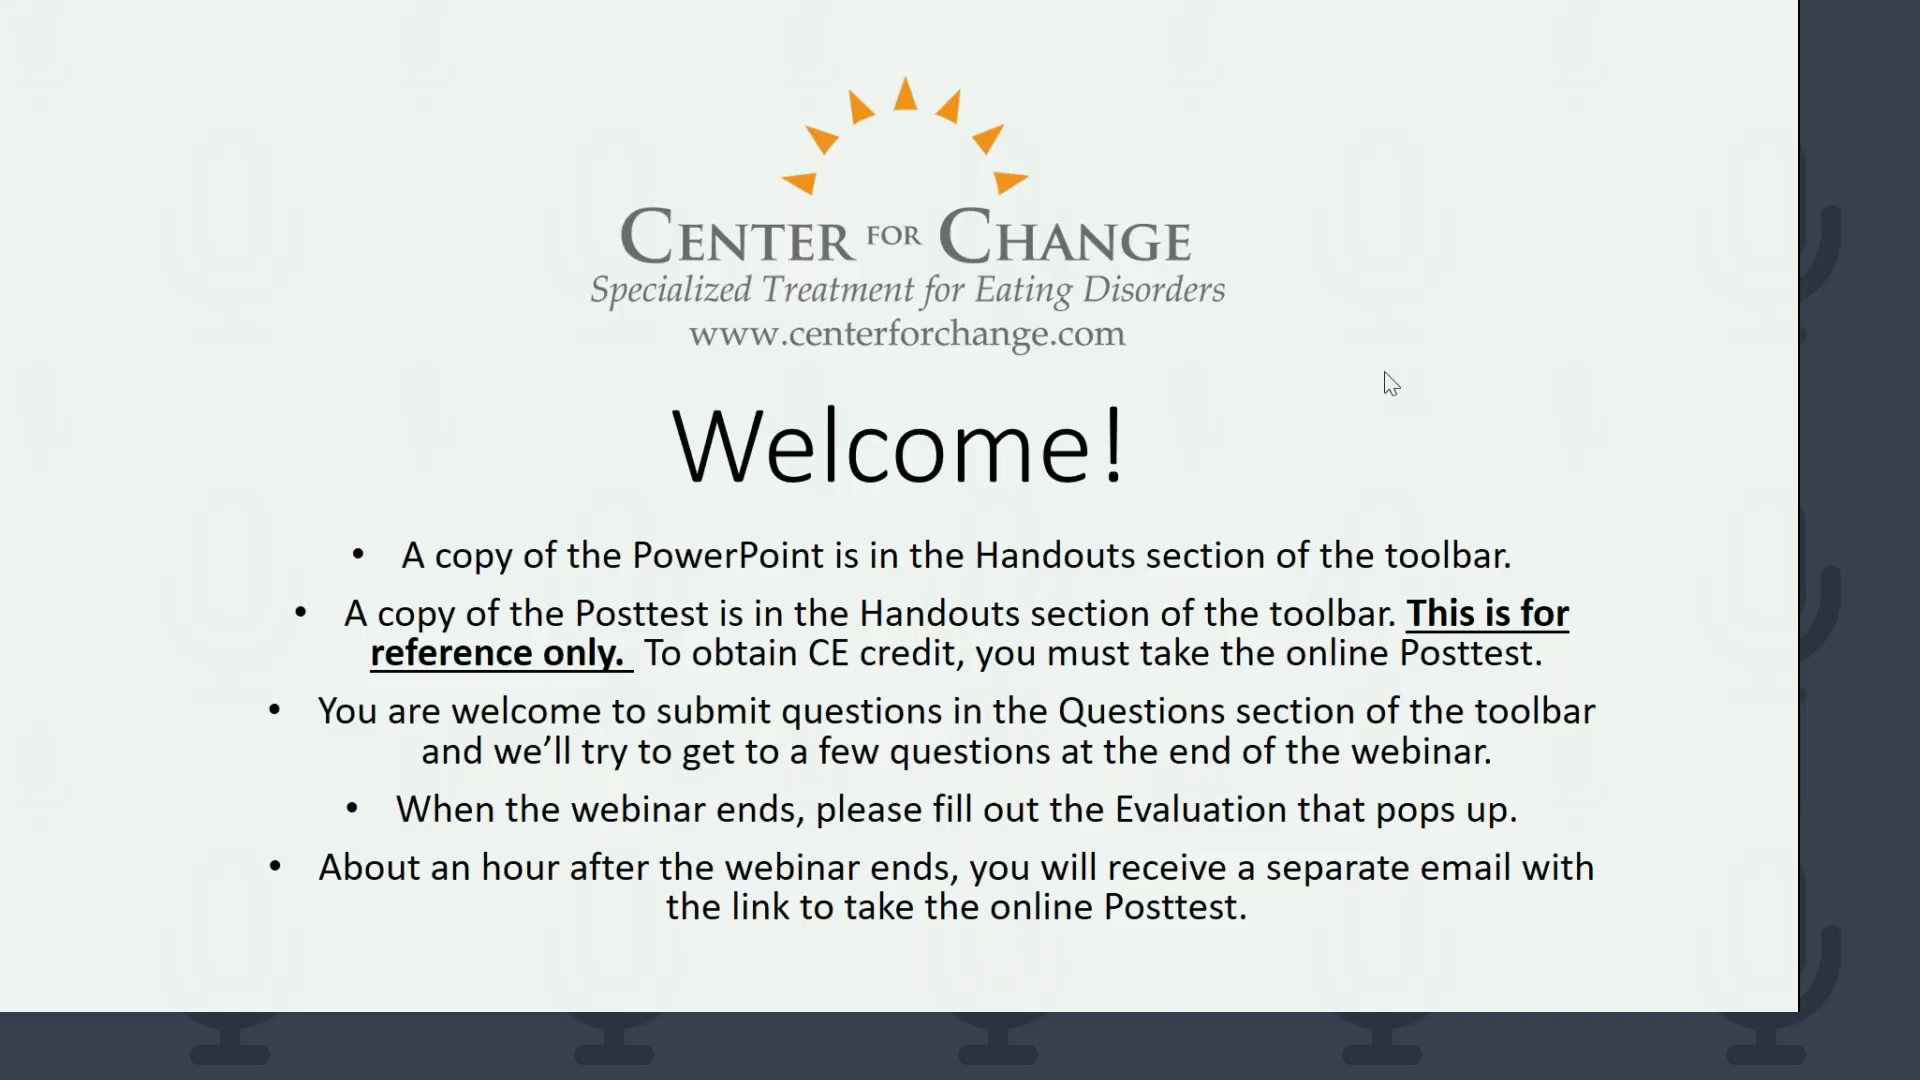 CENTER FOR CHANGE
Specialized Treatment for Eating Disorders
www.centerforchange.com
Welcome!
• A copy of the PowerPoint is in the Handouts section of the toolbar.
• A copy of the Posttest is in the Handouts section of the toolbar. This is for
reference only. To obtain CE credit, you must take the online Posttest.
• You are welcome to submit questions in the Questions section of the toolbar
and we’ll try to get to a few questions at the end of the webinar.
• When the webinar ends, please fill out the Evaluation that pops up.
• About an hour after the webinar ends, you will receive a separate email with
the link to take the online Posttest.